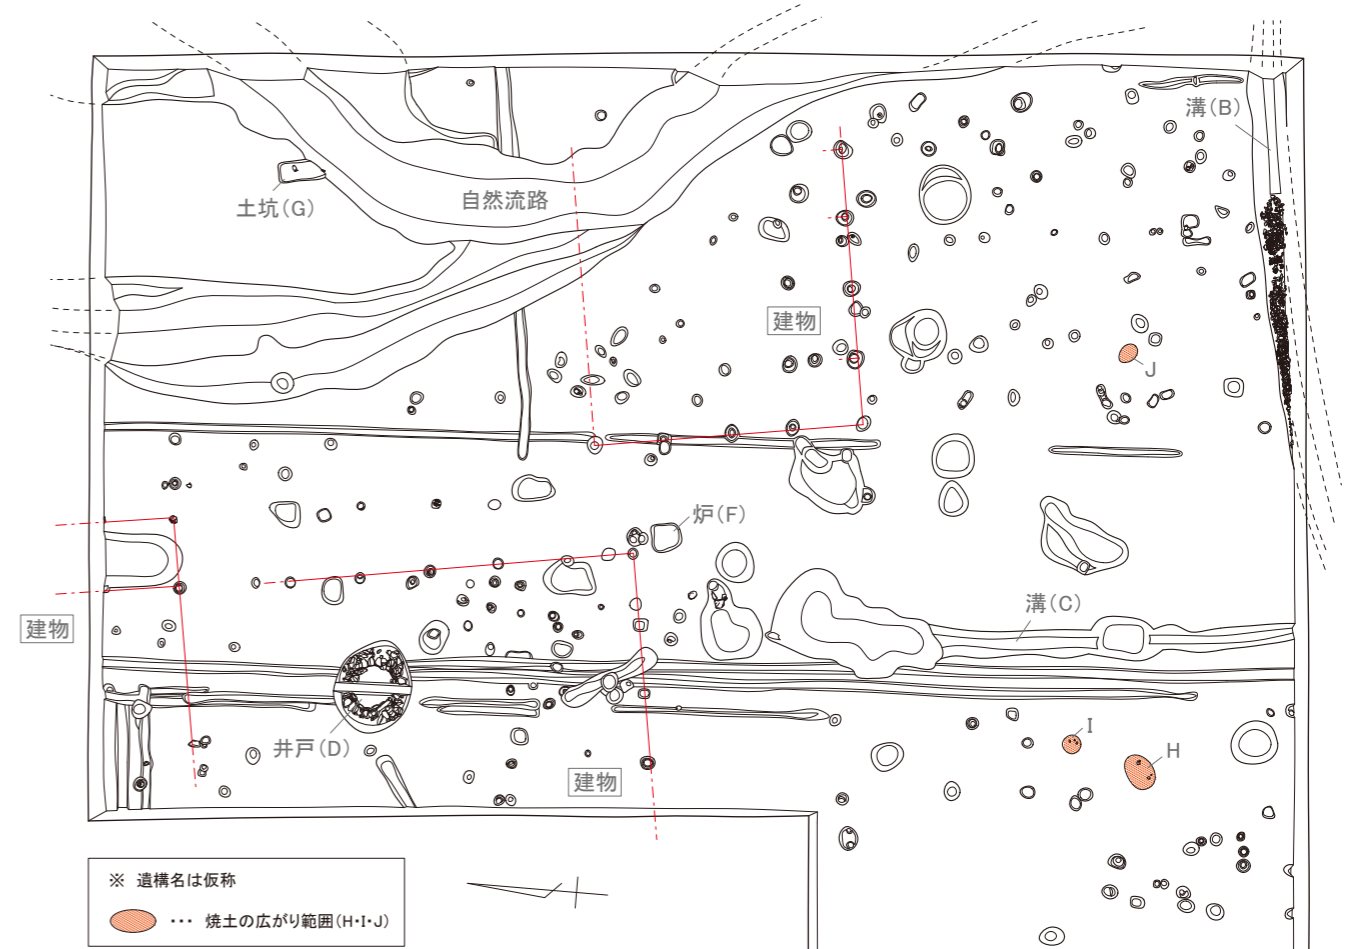 溝(B)
土坑(G)
自然流路
建物
J
炉(F)
溝(C)
建物
井戸(D)
I
H
建物
※ 遺構名は仮称
･･･ 焼土の広がり範囲(H・I・J)